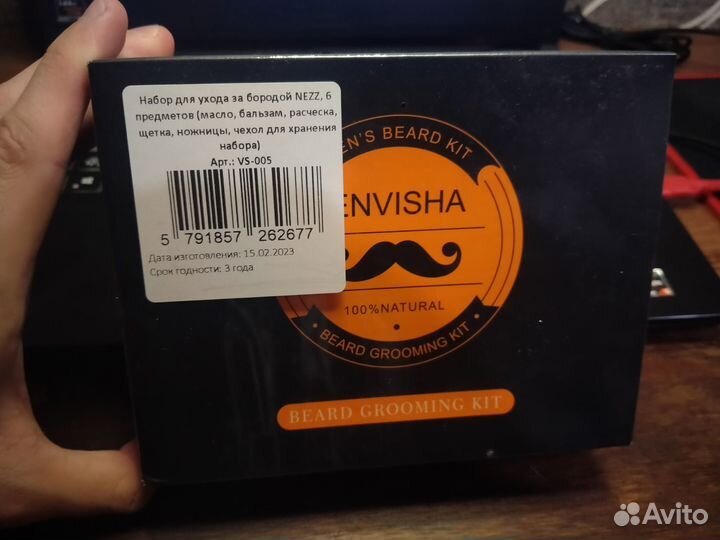 Набор для ухода за бородой NEZZ, 6
предметов (масло, бальзам, расческа,
щетка, ножницы, чехол для хранения
набора)
Арт.: VS-005
5 791857 262677
Дата изготовления: 15.02.2023
Срок годности: 3 года
EN'S BEARD KIT
ENVISHA
100%NATURAL
BEARD GROOMING KIT
BEARD GROOMING KIT
Avito